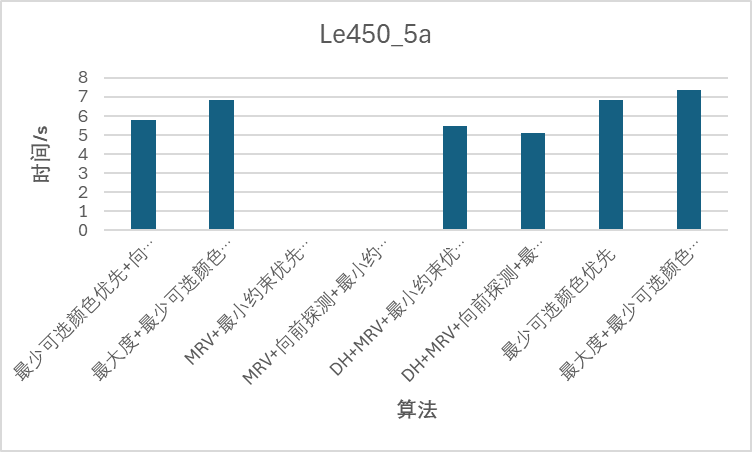 Le450_5a
8
7
6
5
4
3
2
1
0
时间/s
最少可选颜色优先+向…
最大度+最少可选颜色…
MRV+最小约束优先…
MRV+向前探测+最小约…
DH+MRV+最小约束优…
DH+MRV+向前探测+最…
最少可选颜色优先
最大度+最少可选颜色…
算法